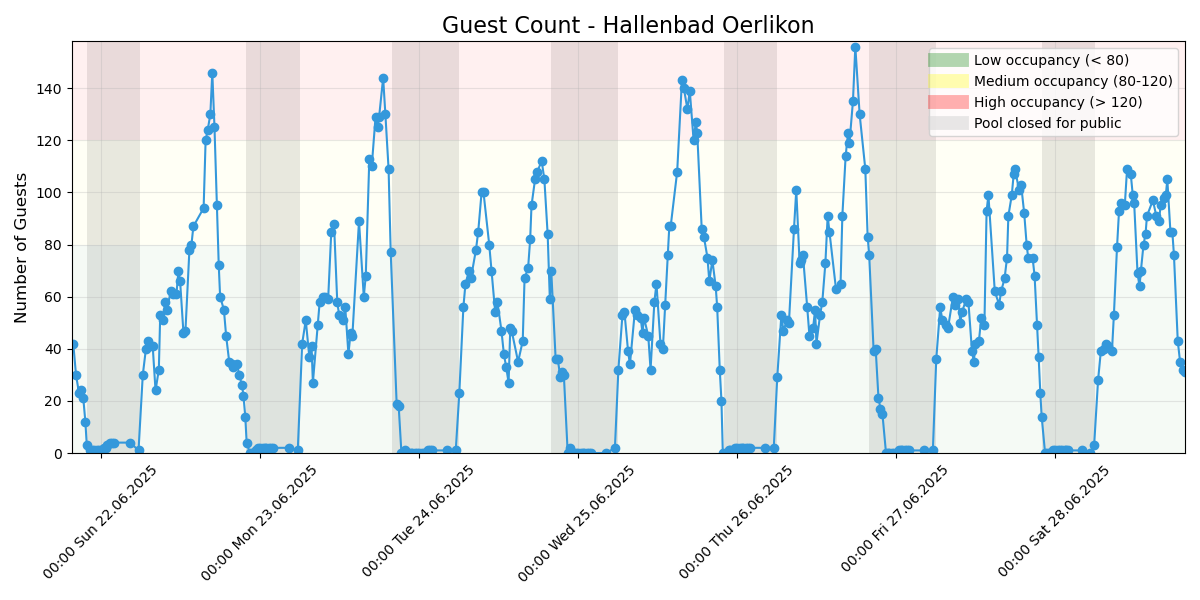 Guest Count - Hallenbad Oerlikon
Number of Guests
140
120
100
80
60
40
20
0
Low occupancy (< 80)
Medium occupancy (80-120)
High occupancy (> 120)
Pool closed for public
00:00 Sun 22.06.2025
00:00 Mon 23.06.2025
00:00 Tue 24.06.2025
00:00 Wed 25.06.2025
00:00 Thu 26.06.2025
00:00 Fri 27.06.2025
00:00 Sat 28.06.2025